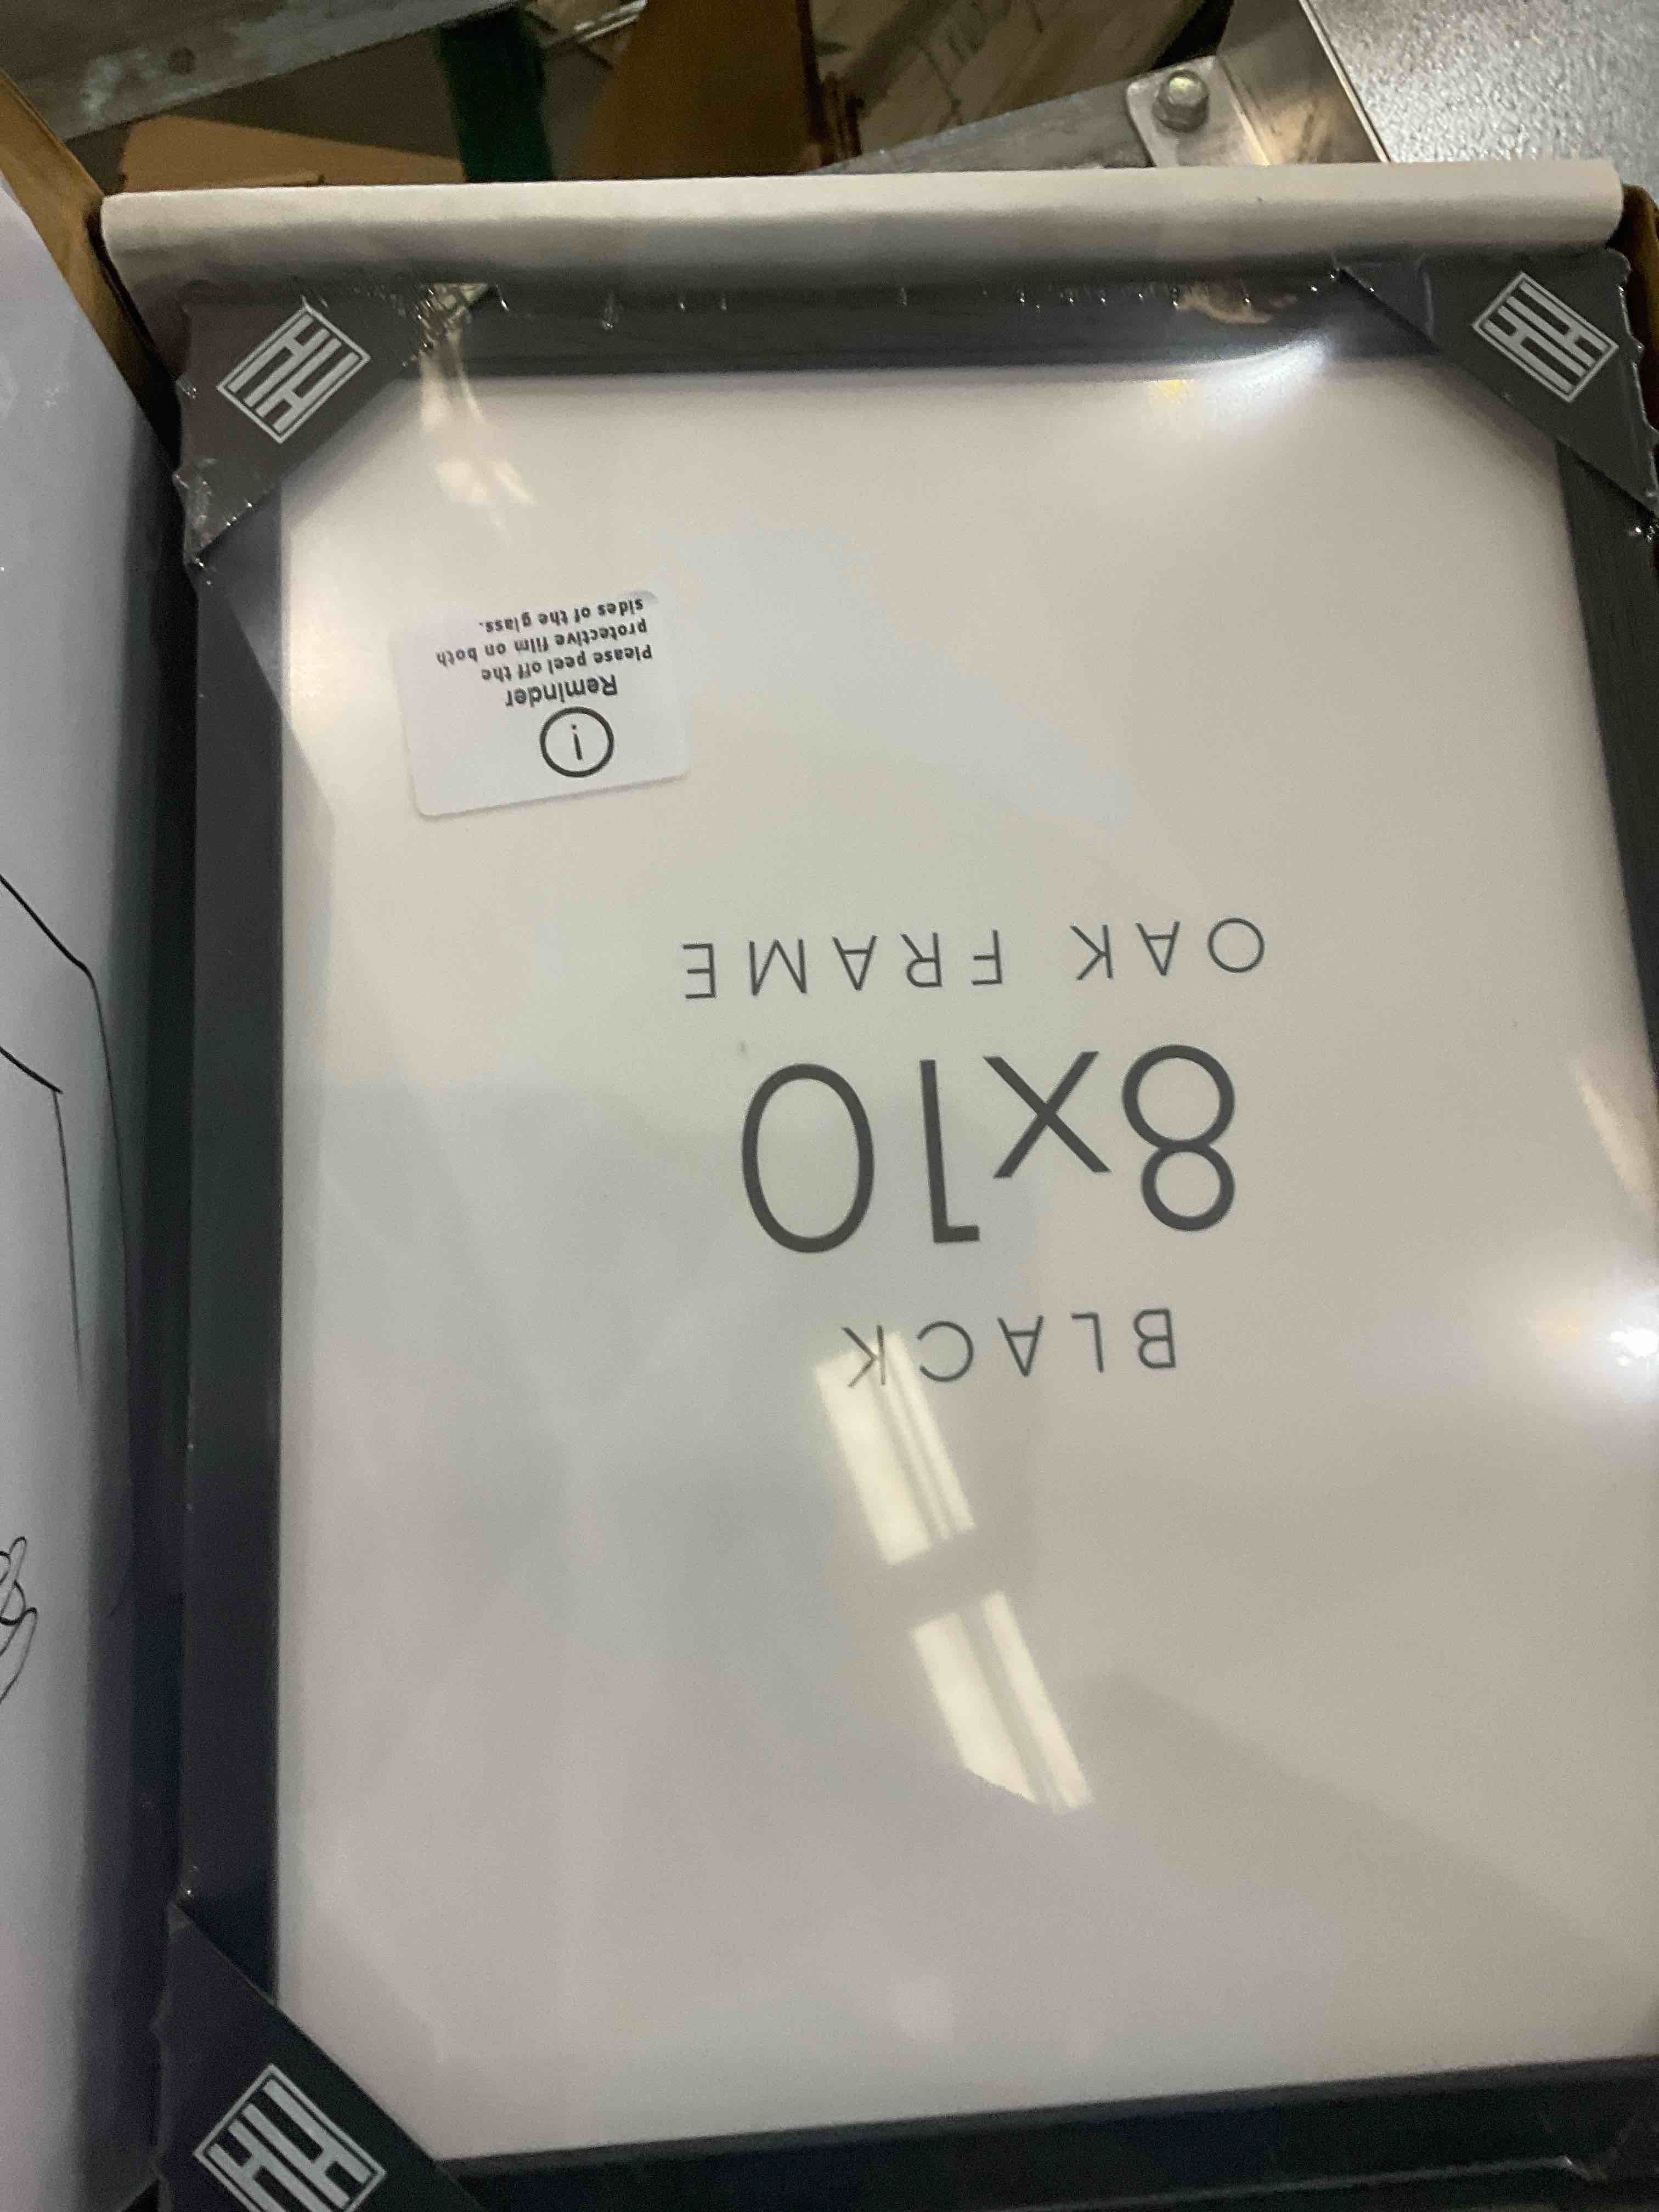 BLACK
8x10
OAK FRAME
i
Reminder
Please peel off the
protective film on both
sides of the glass.